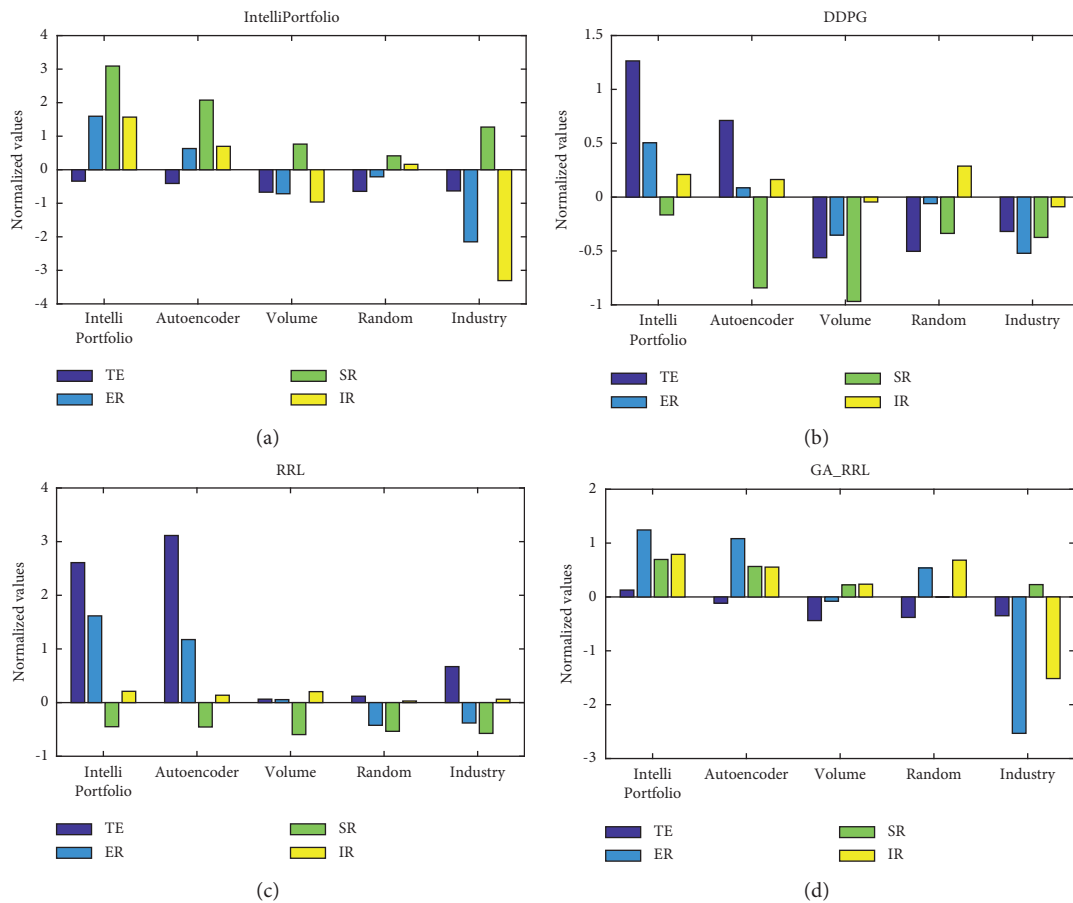 IntelliPortfolio
4
3
2
1
0
-1
-2
-3
-4
Normalized values
Intelli
Portfolio
Autoencoder
Volume
Random
Industry
TE
ER
SR
IR
(a)
DDPG
1.5
1
0.5
0
-0.5
-1
Normalized values
Intelli
Portfolio
Autoencoder
Volume
Random
Industry
TE
ER
SR
IR
(b)
RRL
4
3
2
1
0
-1
Normalized values
Intelli
Portfolio
Autoencoder
Volume
Random
Industry
TE
ER
SR
IR
(c)
GA_RRL
2
1
0
-1
-2
-3
Normalized values
Intelli
Portfolio
Autoencoder
Volume
Random
Industry
TE
ER
SR
IR
(d)